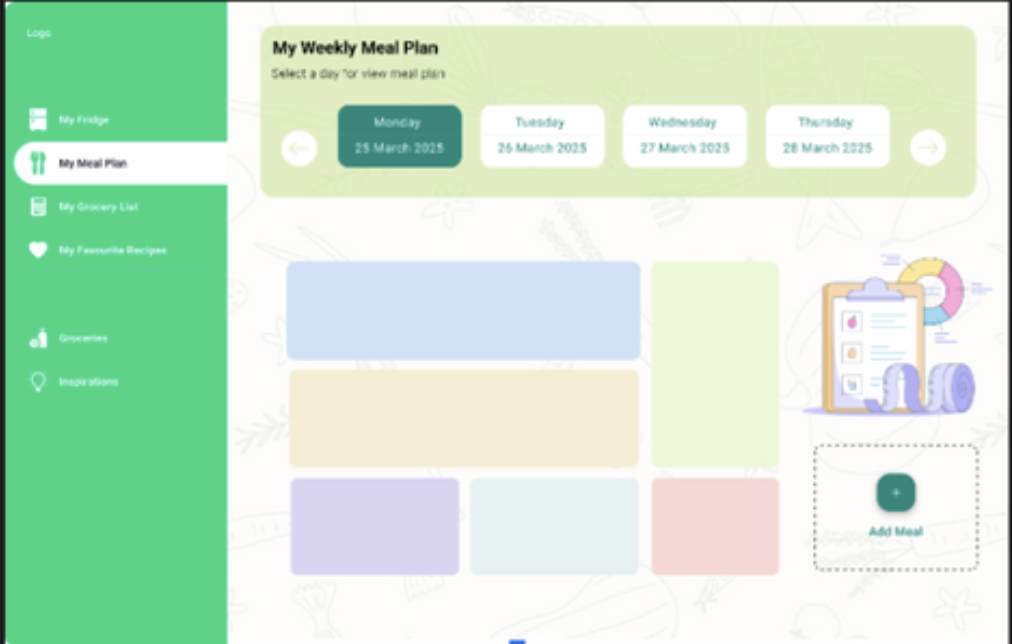 Logo
My Fridge
My Meal Plan
My Grocery List
My Favourite Recipes
Groceries
Inspirations
My Weekly Meal Plan
Select a day for view meal plan
Monday
25 March 2025
Tuesday
26 March 2025
Wednesday
27 March 2025
Thursday
28 March 2025
Add Meal